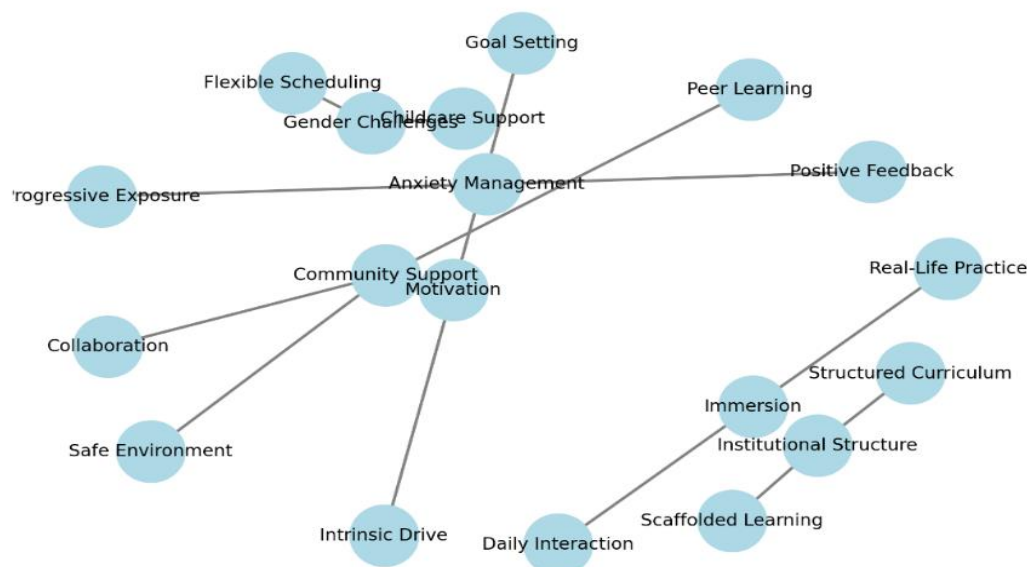 Goal Setting
Flexible Scheduling
Peer Learning
Childcare Support
Gender Challenges
Positive Feedback
Anxiety Management
rogressive Exposure
Real-Life Practice
Community Support
Motivation
Collaboration
Structured Curriculum
Immersion
Institutional Structure
Safe Environment
Scaffolded Learning
Intrinsic Drive
Daily Interaction